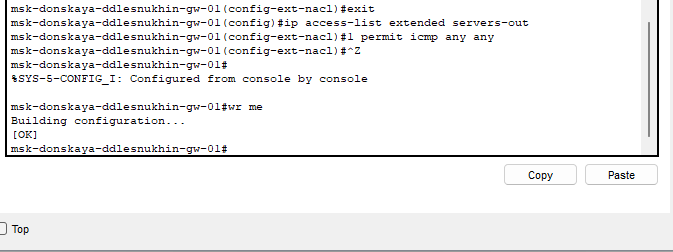 msk-donskaya-ddlesnukhin-gw-01(config-ext-nacl)#exit
msk-donskaya-ddlesnukhin-gw-01(config)#ip access-list extended servers-out
msk-donskaya-ddlesnukhin-gw-01(config-ext-nacl)#1 permit icmp any any
msk-donskaya-ddlesnukhin-gw-01(config-ext-nacl)#^Z
msk-donskaya-ddlesnukhin-gw-01#
%SYS-5-CONFIG_I: Configured from console by console
msk-donskaya-ddlesnukhin-gw-01#wr me
Building configuration...
[OK]
msk-donskaya-ddlesnukhin-gw-01#
Copy Paste
Top